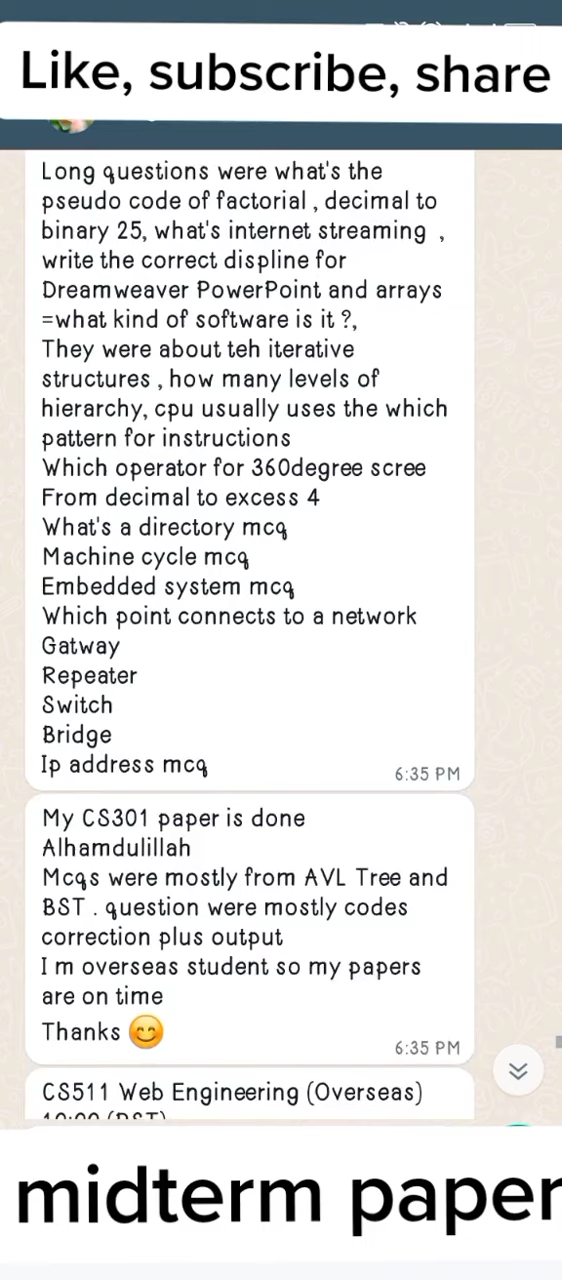 Like, subscribe, share
Long questions were what's the
pseudo code of factorial , decimal to
binary 25, what's internet streaming ,
write the correct displine for
Dreamweaver PowerPoint and arrays
=what kind of software is it ?,
They were about teh iterative
structures , how many levels of
hierarchy, cpu usually uses the which
pattern for instructions
Which operator for 360degree scree
From decimal to excess 4
What's a directory mcq
Machine cycle mcq
Embedded system mcq
Which point connects to a network
Gatway
Repeater
Switch
Bridge
Ip address mcq
6:35 PM
My CS301 paper is done
Alhamdulillah
Mcqs were mostly from AVL Tree and
BST . question were mostly codes
correction plus output
I m overseas student so my papers
are on time
Thanks 😊
6:35 PM
CS511 Web Engineering (Overseas)
midterm paper